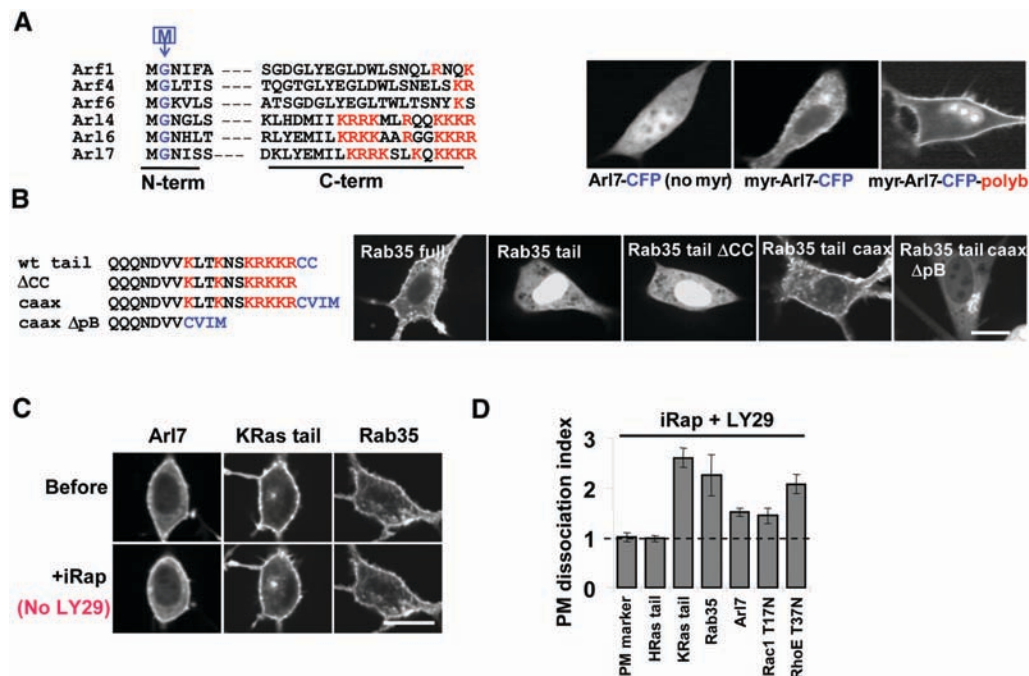 A
M
Arf1 MGNIFA --- SGDGLYEGLDWLSNQLRNQK
Arf4 MGLTIS --- TQGTGLYEGLDWLSNELSKR
Arf6 MGKVLS --- ATSGDGLYEGLTWLTSNYKS
Arl4 MGNGLS --- KLHDMIIKRRKMLRQQKKKR
Arl6 MGNHLT --- RLYEMILKRKKAARGGKKRR
Arl7 MGNISS --- DKLYEMILKRRKSLKQKKKR
N-term C-term
Arl7-CFP (no myr) myr-Arl7-CFP myr-Arl7-CFP-polyb
B
wt tail QQQNDVVKLTKNSKRKKRCC
ΔCC QQQNDVVKLTKNSKRKKR
caax QQQNDVVKLTKNSKRKKRCVIM
caax ΔpB QQQNDVVCVIM
Rab35 full Rab35 tail Rab35 tail ΔCC Rab35 tail caax Rab35 tail caax
ΔpB
C
Arl7 KRas tail Rab35
Before
+iRap
(No LY29)
D
iRap + LY29
PM dissociation index
3
2
1
0
PM marker
HRas tail
KRas tail
Rab35
Arl7
Rac1 T17N
RhoE T37N